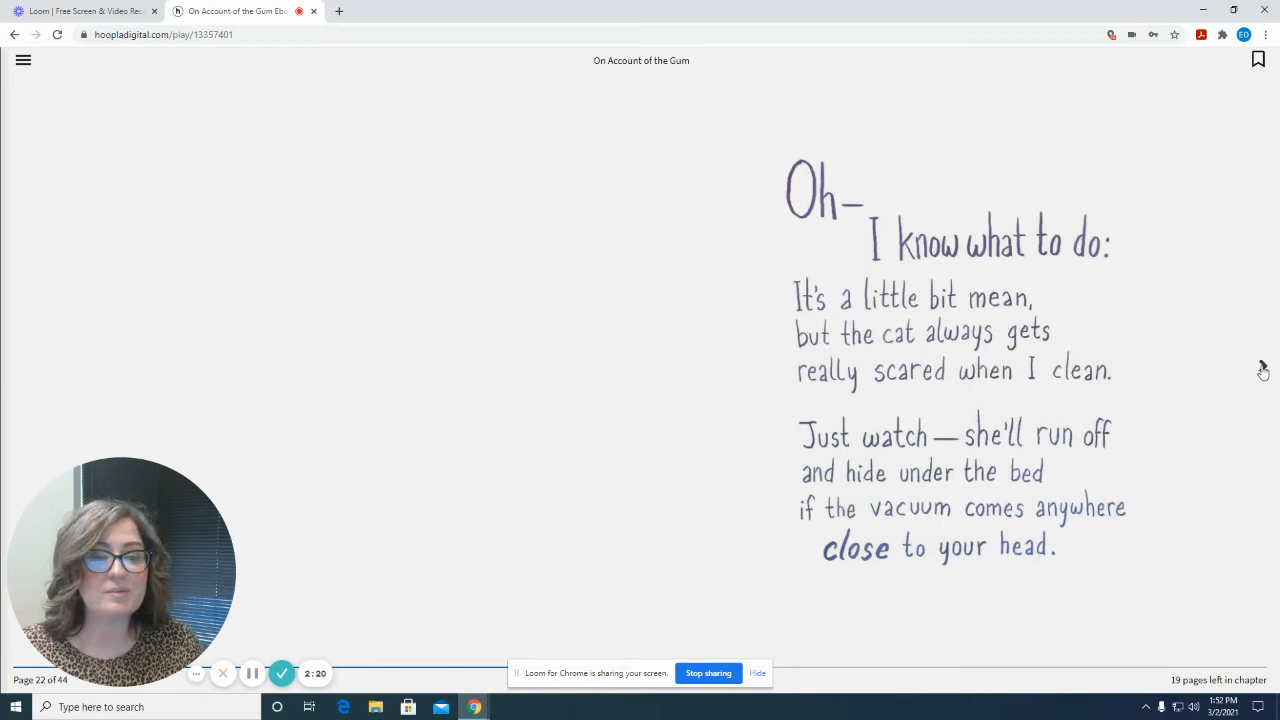 Loom | Free Screen & Video Rec
On Account of the Gum Ebo
hoopladigital.com/play/13357401
EO
On Account of the Gum
Oh—
I know what to do:
It's a little bit mean,
but the cat always gets
really scared when I clean.
Just watch—she'll run off
and hide under the bed
if the vacuum comes anywhere
close to your head.
2:20
Loom for Chrome is sharing your screen.
Stop sharing
Hide
Page 22 of 44
19 pages left in chapter
Type here to search
1:52 PM
3/2/2021